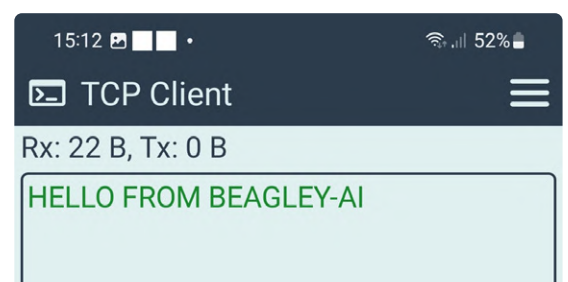 15:12 52%
TCP Client
Rx: 22 B, Tx: 0 B
HELLO FROM BEAGLEY-AI